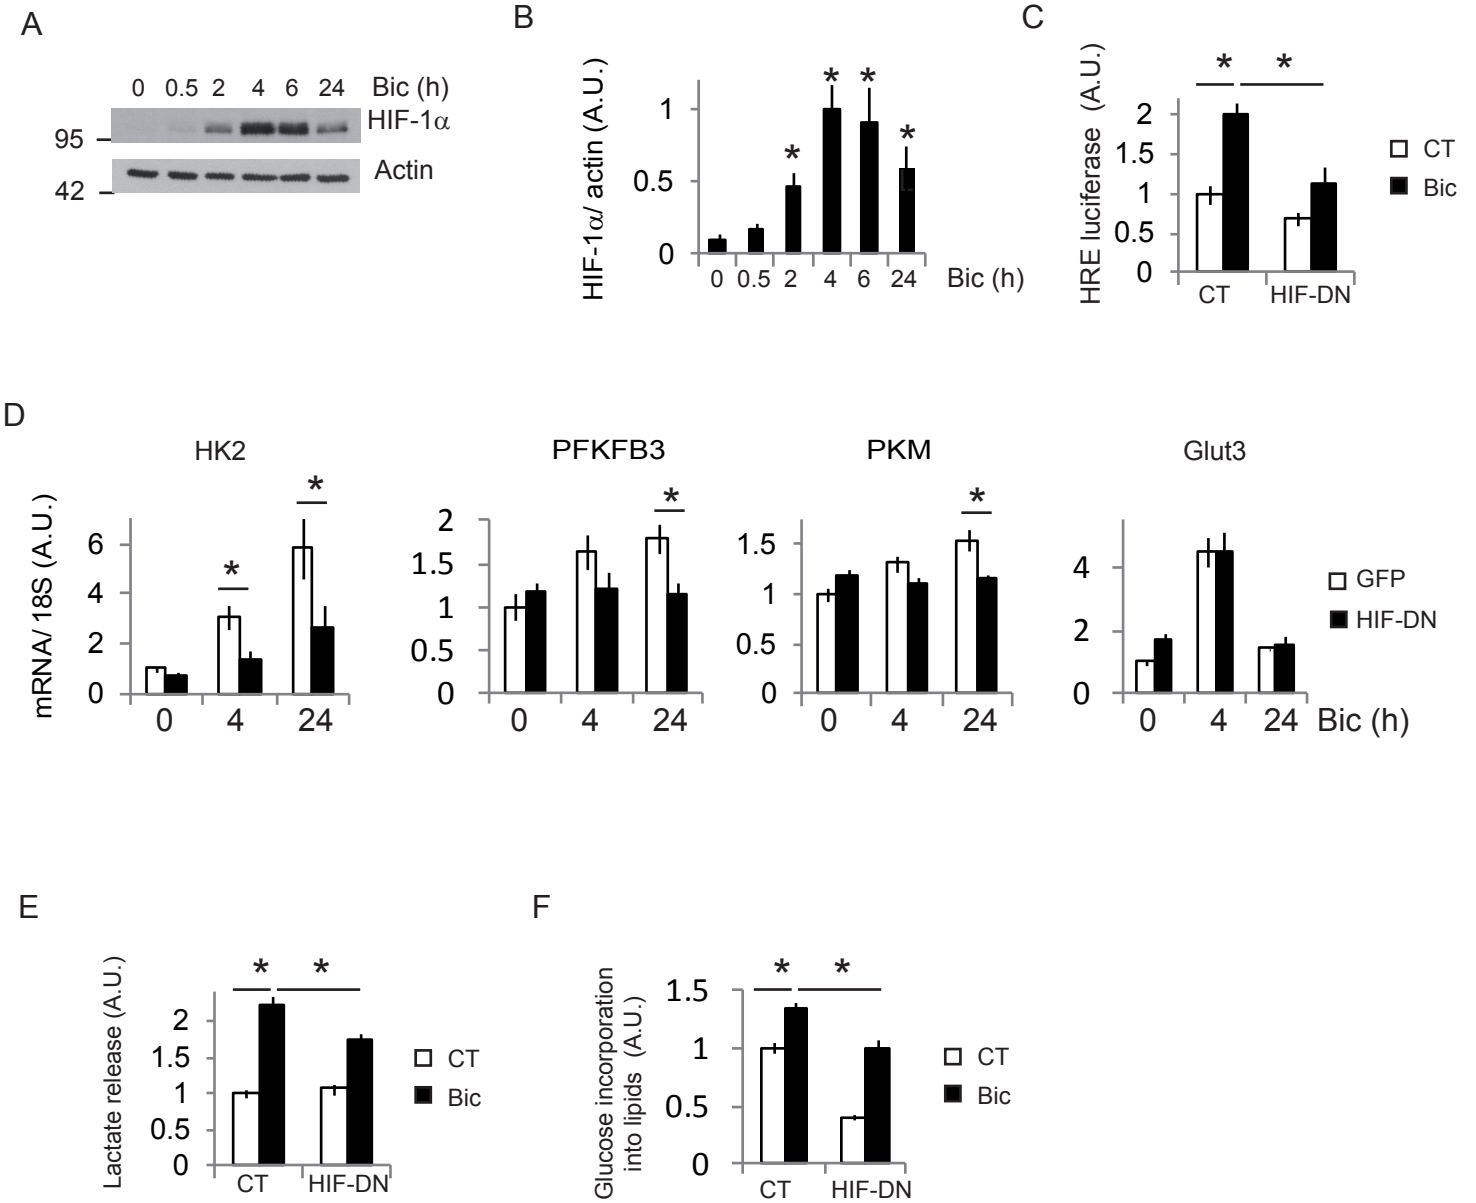 A
0 0.5 2 4 6 24 Bic (h)
HIF-1α
95
Actin
42
B
HIF-1α/ actin (A.U.)
1
0.5
0
* * * *
0 0.5 2 4 6 24 Bic (h)
C
HRE luciferase (A.U.)
* *
2
1.5
1
0.5
0
CT HIF-DN
CT
Bic
D
mRNA/ 18S (A.U.)
HK2
* *
6
4
2
0
0 4 24
PFKFB3
*
2
1.5
1
0.5
0
0 4 24
PKM
*
1.5
1
0.5
0
0 4 24
Glut3
4
2
0
0 4 24 Bic (h)
GFP
HIF-DN
E
Lactate release (A.U.)
* *
2
1.5
1
0.5
0
CT HIF-DN
CT
Bic
F
Glucose incorporation
into lipids (A.U.)
* *
1.5
1
0.5
0
CT HIF-DN
CT
Bic